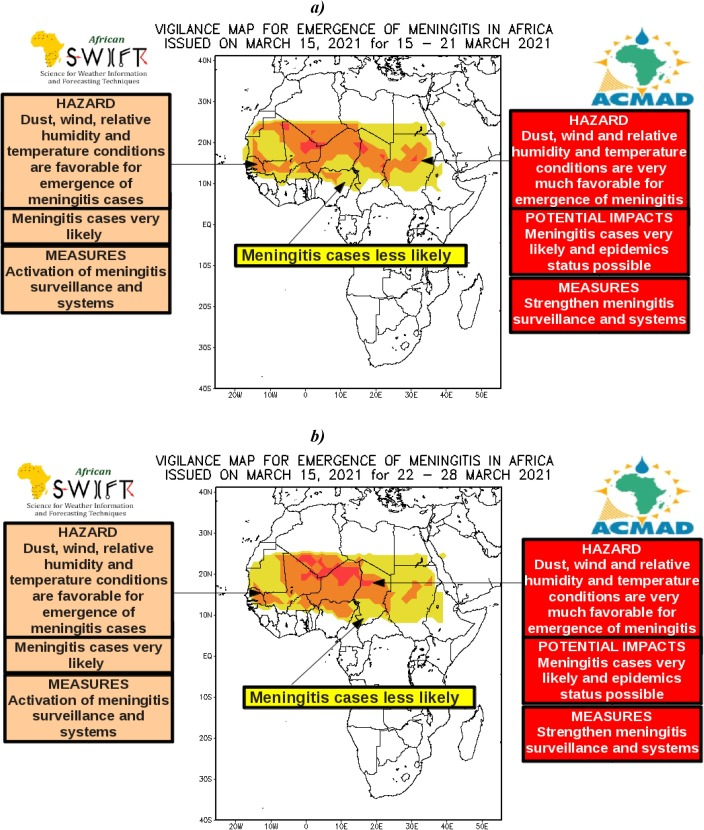 a)
VIGILANCE MAP FOR EMERGENCE OF MENINGITIS IN AFRICA
ISSUED ON MARCH 15, 2021 for 15 – 21 MARCH 2021
African
SWIFT
Science for Weather Information
and Forecasting Techniques
ACMAD
HAZARD
Dust, wind, relative
humidity and
temperature conditions
are favorable for
emergence of
meningitis cases
Meningitis cases very
likely
MEASURES
Activation of meningitis
surveillance and
systems
40N
30N
20N
10N
EQ
10S
20S
30S
40S
20W
10W
0
10E
20E
30E
40E
50E
Meningitis cases less likely
HAZARD
Dust, wind and relative
humidity and temperature
conditions are very
much favorable for
emergence of meningitis
POTENTIAL IMPACTS
Meningitis cases very
likely and epidemics
status possible
MEASURES
Strengthen meningitis
surveillance and systems
b)
VIGILANCE MAP FOR EMERGENCE OF MENINGITIS IN AFRICA
ISSUED ON MARCH 15, 2021 for 22 – 28 MARCH 2021
African
SWIFT
Science for Weather Information
and Forecasting Techniques
ACMAD
HAZARD
Dust, wind, relative
humidity and
temperature conditions
are favorable for
emergence of
meningitis cases
Meningitis cases very
likely
MEASURES
Activation of meningitis
surveillance and
systems
40N
30N
20N
10N
EQ
10S
20S
30S
40S
20W
10W
0
10E
20E
30E
40E
50E
Meningitis cases less likely
HAZARD
Dust, wind and relative
humidity and temperature
conditions are very
much favorable for
emergence of meningitis
POTENTIAL IMPACTS
Meningitis cases very
likely and epidemics
status possible
MEASURES
Strengthen meningitis
surveillance and systems